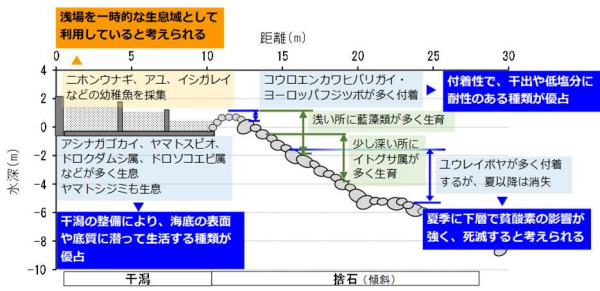 浅場を一時的な生息域として
利用していると考えられる
距離(m)
0
5
10
15
20
25
30
4
2
0
−2
−4
−6
−8
−10
水深(m)
ニホンウナギ、アユ、イシガレイ
などの幼稚魚を採集
コウロエンカワヒバリガイ・
ヨーロッパフジツボが多く付着
付着性で、干出や低塩分に
耐性のある種類が優占
浅い所に藍藻類が多く生育
アシナガゴカイ、ヤマトスピオ、
ドロクダムシ属、ドロソコエビ属
などが多く生息
ヤマトシジミも生息
少し深い所に
イトグサ属が
多く生育
ユウレイボヤが多く付着
するが、夏以降は消失
干潟の整備により、海底の表面
や底質に潜って生活する種類が
優占
夏季に下層で貧酸素の影響が
強く、死滅すると考えられる
干潟
捨石(傾斜)